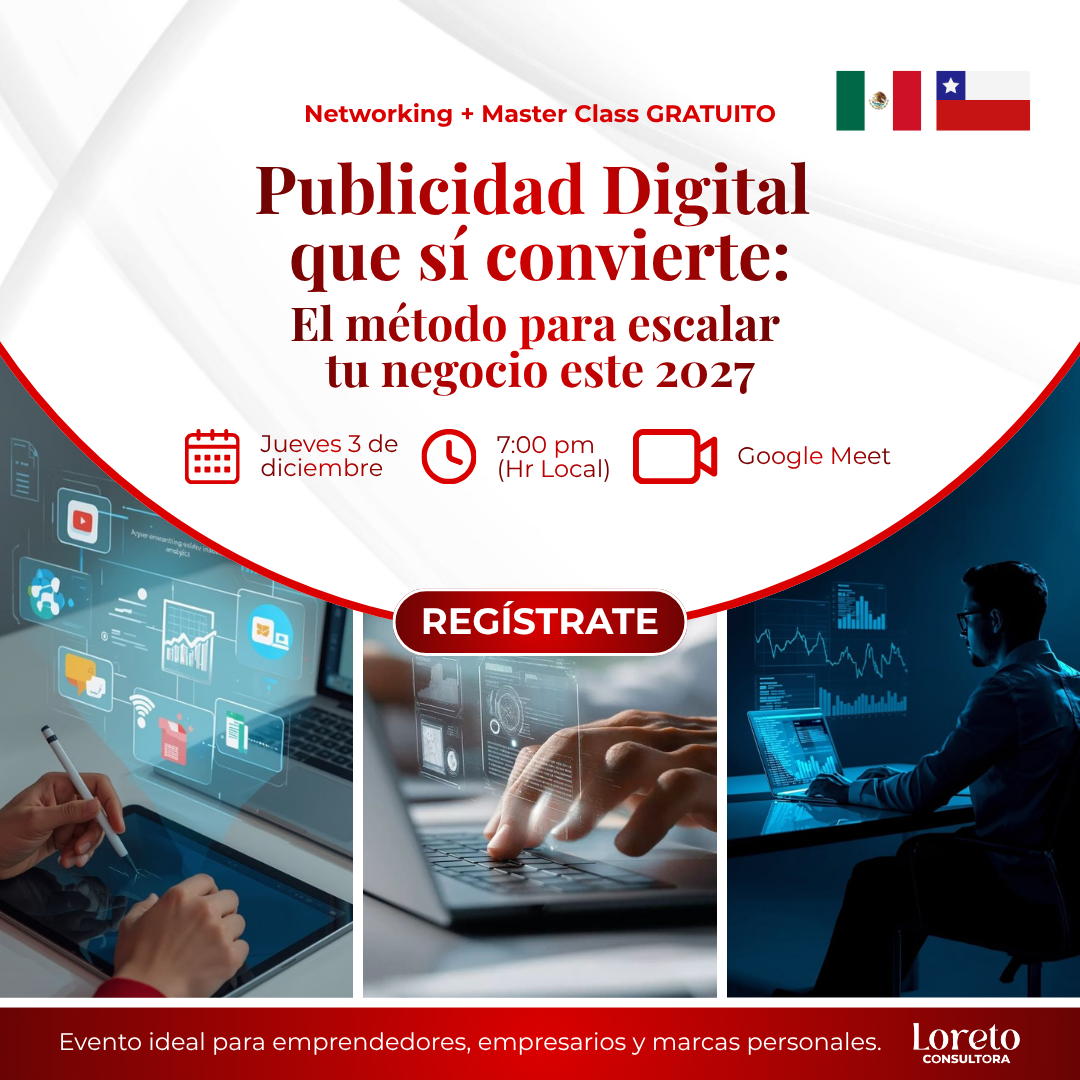 Networking + Master Class GRATUITO
Publicidad Digital
que sí convierte:
El método para escalar
tu negocio este 2027
Jueves 3 de
diciembre
7:00 pm
(Hr Local)
Google Meet
REGÍSTRATE
Evento ideal para emprendedores, empresarios y marcas personales.
Loreto
CONSULTORA